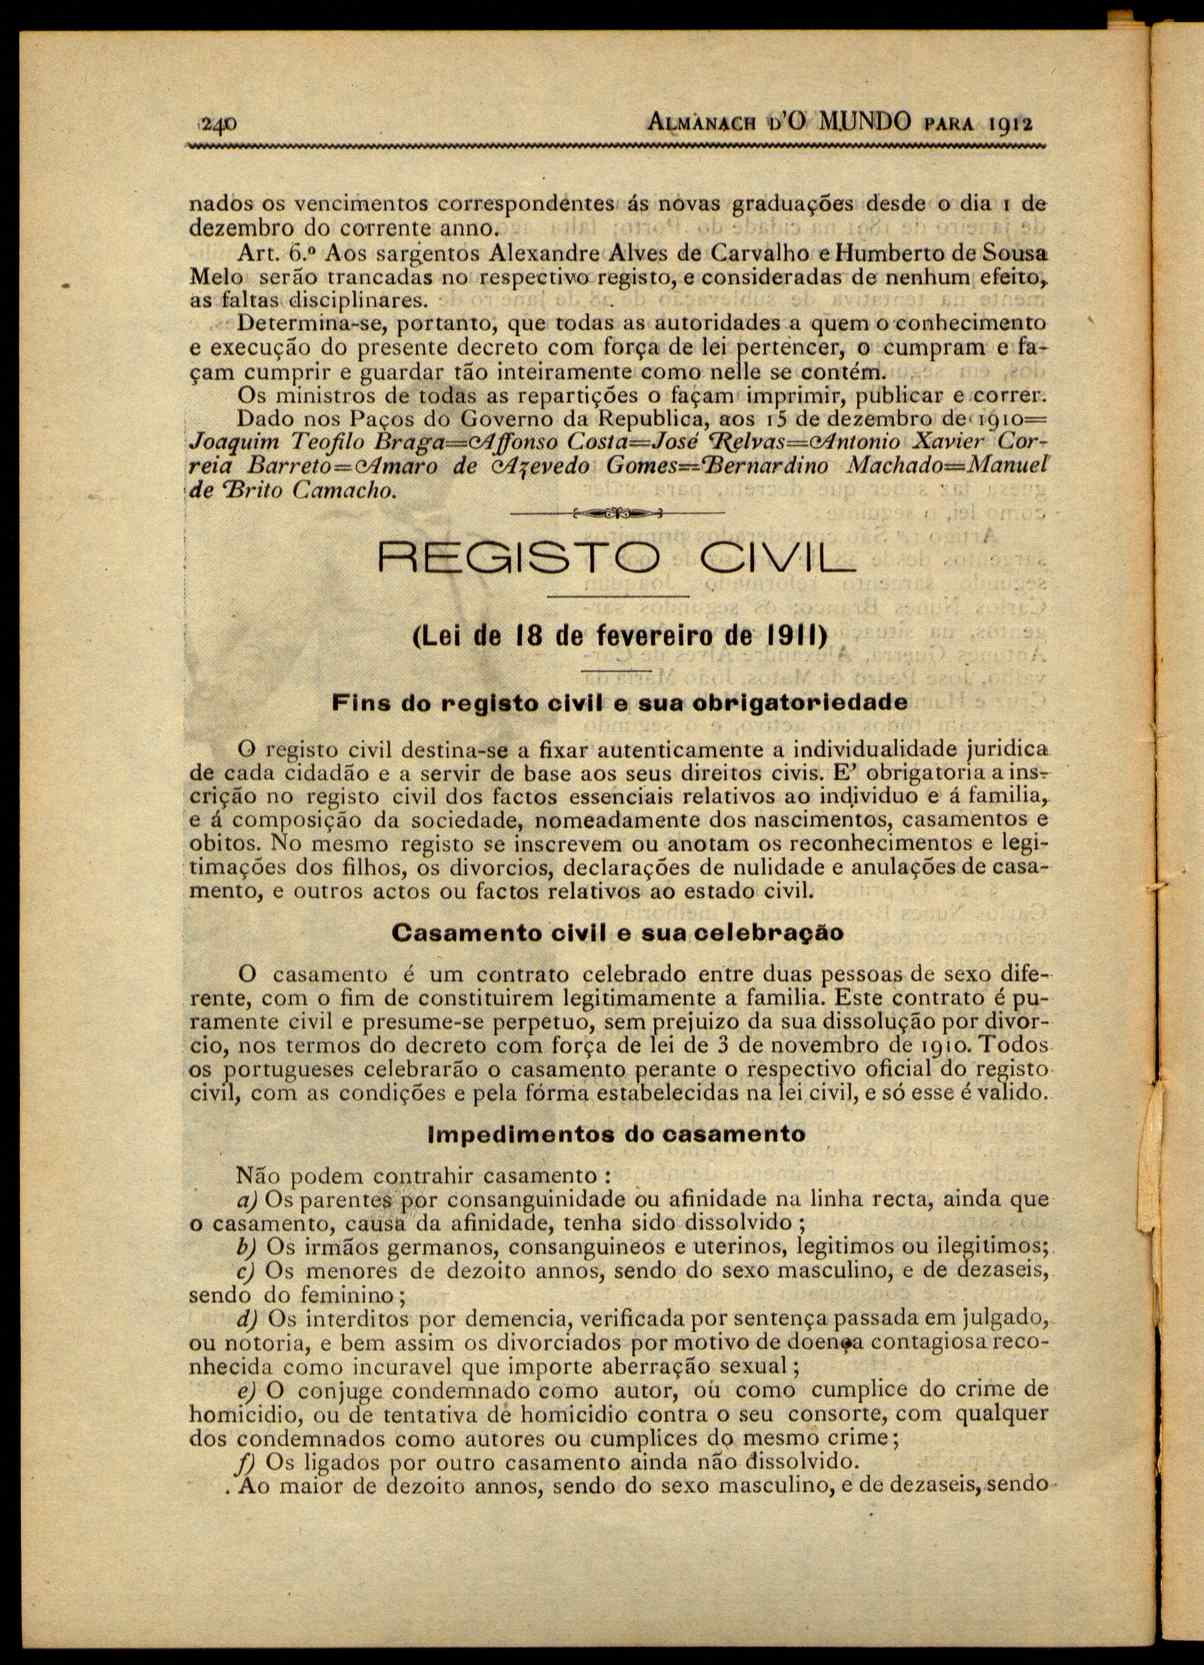 240
ALMANACH D'O MUNDO PARA 1912
nados os vencimentos correspondentes ás novas graduações desde o dia 1 de
dezembro do corrente anno.
Art. 6.º Aos sargentos Alexandre Alves de Carvalho e Humberto de Sousa
Melo serão trancadas no respectivo registo, e consideradas de nenhum efeito,
as faltas disciplinares.
Determina-se, portanto, que todas as autoridades a quem o conhecimento
e execução do presente decreto com força de lei pertencer, o cumpram e fa-
çam cumprir e guardar tão inteiramente como nelle se contém.
Os ministros de todas as repartições o façam imprimir, publicar e correr.
Dado nos Paços do Governo da Republica, aos 15 de dezembro de 1910=
Joaquim Teofilo Braga=Affonso Costa=José Relvas=Antonio Xavier Cor-
reia Barreto=Amaro de Azevedo Gomes=Bernardino Machado=Manuel
de Brito Camacho.
REGISTO CIVIL
(Lei de 18 de fevereiro de 1911)
Fins do registo civil e sua obrigatoriedade
O registo civil destina-se a fixar autenticamente a individualidade juridica
de cada cidadão e a servir de base aos seus direitos civis. E' obrigatoria a ins-
crição no registo civil dos factos essenciais relativos ao individuo e á familia,
e á composição da sociedade, nomeadamente dos nascimentos, casamentos e
obitos. No mesmo registo se inscrevem ou anotam os reconhecimentos e legi-
timações dos filhos, os divorcios, declarações de nulidade e anulações de casa-
mento, e outros actos ou factos relativos ao estado civil.
Casamento civil e sua celebração
O casamento é um contrato celebrado entre duas pessoas de sexo dife-
rente, com o fim de constituirem legitimamente a familia. Este contrato é pu-
ramente civil e presume-se perpetuo, sem prejuizo da sua dissolução por divor-
cio, nos termos do decreto com força de lei de 3 de novembro de 1910. Todos
os portugueses celebrarão o casamento perante o respectivo oficial do registo
civil, com as condições e pela fórma estabelecidas na lei civil, e só esse é valido.
Impedimentos do casamento
Não podem contrahir casamento :
a) Os parentes por consanguinidade ou afinidade na linha recta, ainda que
o casamento, causa da afinidade, tenha sido dissolvido ;
b) Os irmãos germanos, consanguineos e uterinos, legitimos ou ilegitimos;
c) Os menores de dezoito annos, sendo do sexo masculino, e de dezaseis,
sendo do feminino ;
d) Os interditos por demencia, verificada por sentença passada em julgado,
ou notoria, e bem assim os divorciados por motivo de doença contagiosa reco-
nhecida como incuravel que importe aberração sexual ;
e) O conjuge condemnado como autor, ou como cumplice do crime de
homicidio, ou de tentativa de homicidio contra o seu consorte, com qualquer
dos condemnados como autores ou cumplices do mesmo crime ;
f) Os ligados por outro casamento ainda não dissolvido.
Ao maior de dezoito annos, sendo do sexo masculino, e de dezaseis, sendo